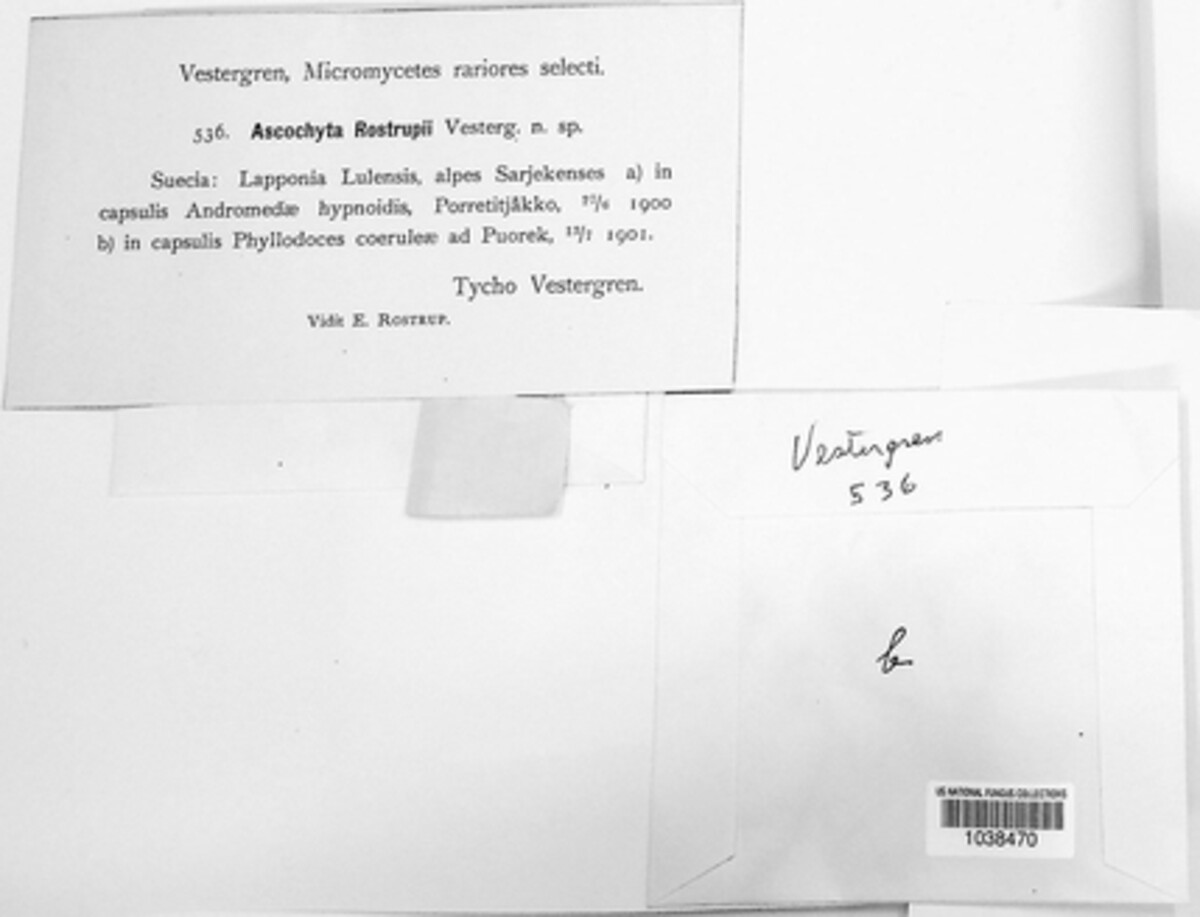 Vestergren, Micromycetes rariores selecti.
536. Ascochyta Rostrupii Vesterg. n. sp.
Suecia: Lapponia Lulensis, alpes Sarjekenses a) in
capsulis Andromedæ hypnoidis, Porretitjåkko, 1900
b) in capsulis Phyllodoces coeruleæ ad Puorek, 1901.
Tycho Vestergren.
Vidit E. ROSTRUP.
Vestergren
536
b
US NATIONAL FUNGUS COLLECTIONS
1038470